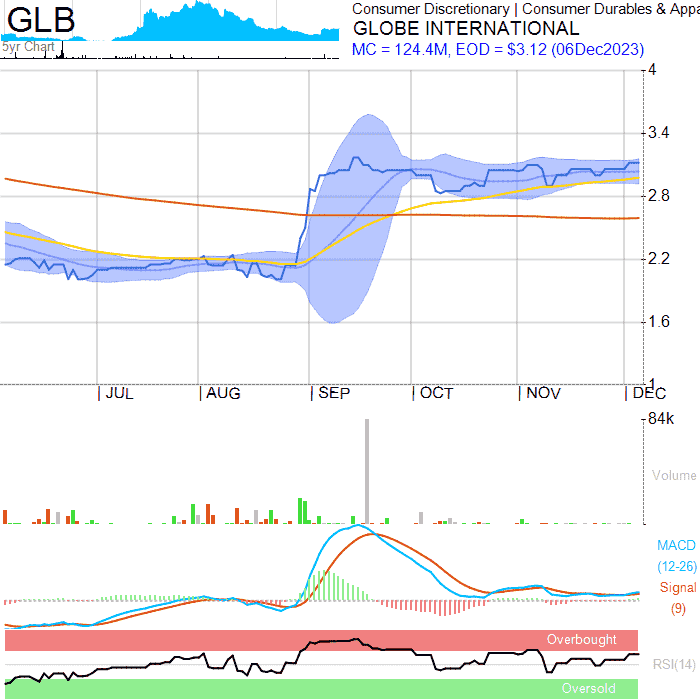 GLB
5yr Chart
Consumer Discretionary | Consumer Durables & Appa
GLOBE INTERNATIONAL
MC = 124.4M, EOD = $3.12 (06Dec2023)
4
3.4
2.8
2.2
1.6
1
JUL AUG SEP OCT NOV DEC
84k
Volume
MACD
(12-26)
Signal
(9)
Overbought
RSI(14)
Oversold